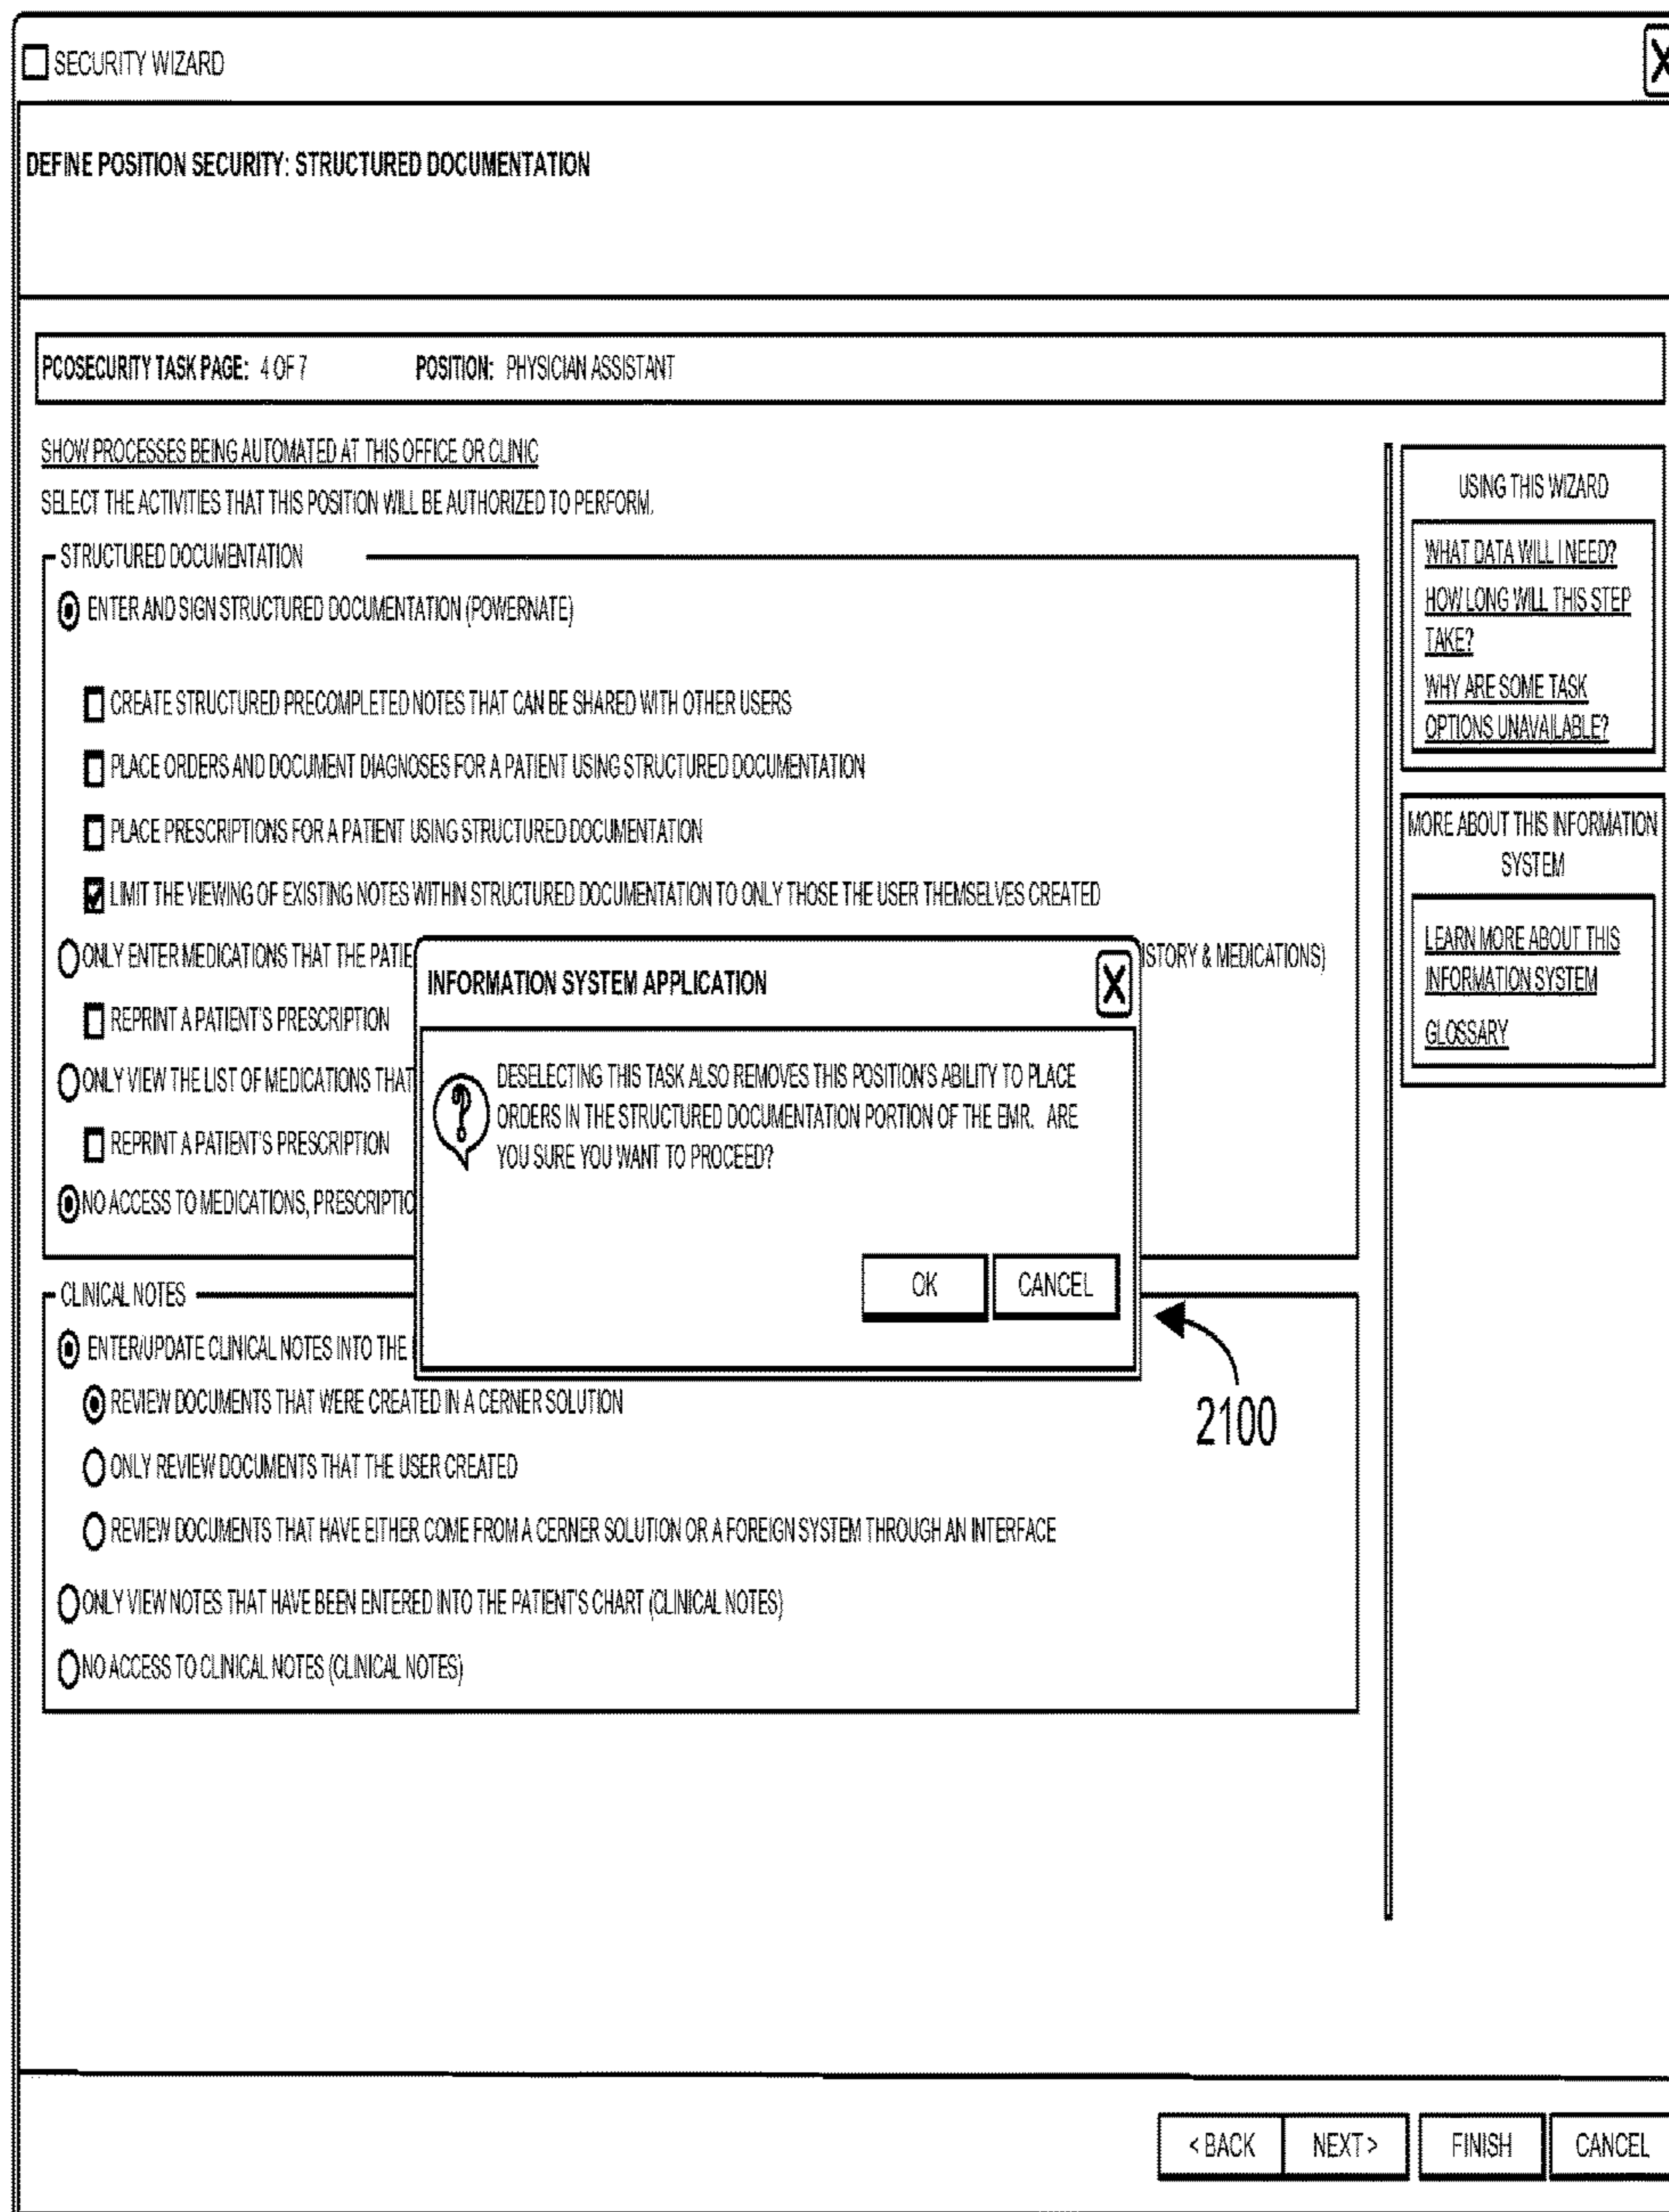 SECURITY WIZARD
X
DEFINE POSITION SECURITY: STRUCTURED DOCUMENTATION
PCOSECURITY TASK PAGE: 4 OF 7 POSITION: PHYSICIAN ASSISTANT
SHOW PROCESSES BEING AUTOMATED AT THIS OFFICE OR CLINIC
SELECT THE ACTIVITIES THAT THIS POSITION WILL BE AUTHORIZED TO PERFORM.
STRUCTURED DOCUMENTATION
ENTER AND SIGN STRUCTURED DOCUMENTATION (POWERNATE)
CREATE STRUCTURED PRECOMPLETED NOTES THAT CAN BE SHARED WITH OTHER USERS
PLACE ORDERS AND DOCUMENT DIAGNOSES FOR A PATIENT USING STRUCTURED DOCUMENTATION
PLACE PRESCRIPTIONS FOR A PATIENT USING STRUCTURED DOCUMENTATION
LIMIT THE VIEWING OF EXISTING NOTES WITHIN STRUCTURED DOCUMENTATION TO ONLY THOSE THE USER THEMSELVES CREATED
ONLY ENTER MEDICATIONS THAT THE PATIE
ISTORY & MEDICATIONS)
REPRINT A PATIENT'S PRESCRIPTION
ONLY VIEW THE LIST OF MEDICATIONS THAT
REPRINT A PATIENT'S PRESCRIPTION
NO ACCESS TO MEDICATIONS, PRESCRIPTIO
INFORMATION SYSTEM APPLICATION
X
DESELECTING THIS TASK ALSO REMOVES THIS POSITION'S ABILITY TO PLACE
ORDERS IN THE STRUCTURED DOCUMENTATION PORTION OF THE EMR. ARE
YOU SURE YOU WANT TO PROCEED?
OK
CANCEL
2100
CLINICAL NOTES
ENTER/UPDATE CLINICAL NOTES INTO THE
REVIEW DOCUMENTS THAT WERE CREATED IN A CERNER SOLUTION
ONLY REVIEW DOCUMENTS THAT THE USER CREATED
REVIEW DOCUMENTS THAT HAVE EITHER COME FROM A CERNER SOLUTION OR A FOREIGN SYSTEM THROUGH AN INTERFACE
ONLY VIEW NOTES THAT HAVE BEEN ENTERED INTO THE PATIENT'S CHART (CLINICAL NOTES)
NO ACCESS TO CLINICAL NOTES (CLINICAL NOTES)
USING THIS WIZARD
WHAT DATA WILL I NEED?
HOW LONG WILL THIS STEP
TAKE?
WHY ARE SOME TASK
OPTIONS UNAVAILABLE?
MORE ABOUT THIS INFORMATION
SYSTEM
LEARN MORE ABOUT THIS
INFORMATION SYSTEM
GLOSSARY
< BACK
NEXT >
FINISH
CANCEL